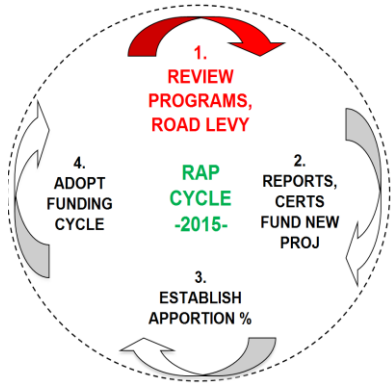 1.
REVIEW
PROGRAMS,
ROAD LEVY
2.
REPORTS,
CERTS
FUND NEW
PROJ
3.
ESTABLISH
APPORTION %
4.
ADOPT
FUNDING
CYCLE
RAP
CYCLE
-2015-